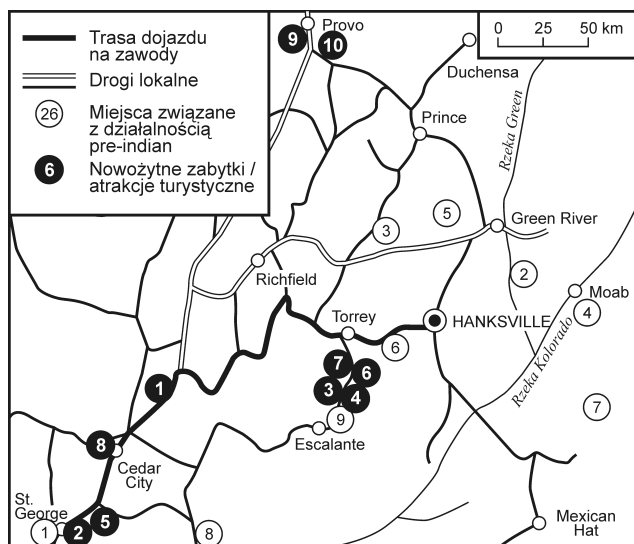 Trasa dojazdu
na zawody
Drogi lokalne
26
Miejsca związane
z działalnością
pre-indian
6
Nowożytne zabytki /
atrakcje turystyczne
0 25 50 km
Provo
9
10
Duchensa
Prince
Rzeka Green
3
5
Green River
Richfield
2
Moab
4
Torrey
HANKSVILLE
6
Rzeka Kolorado
7
6
3
4
9
1
7
Escalante
8
Cedar
City
St.
George
1
2
5
8
Mexican
Hat